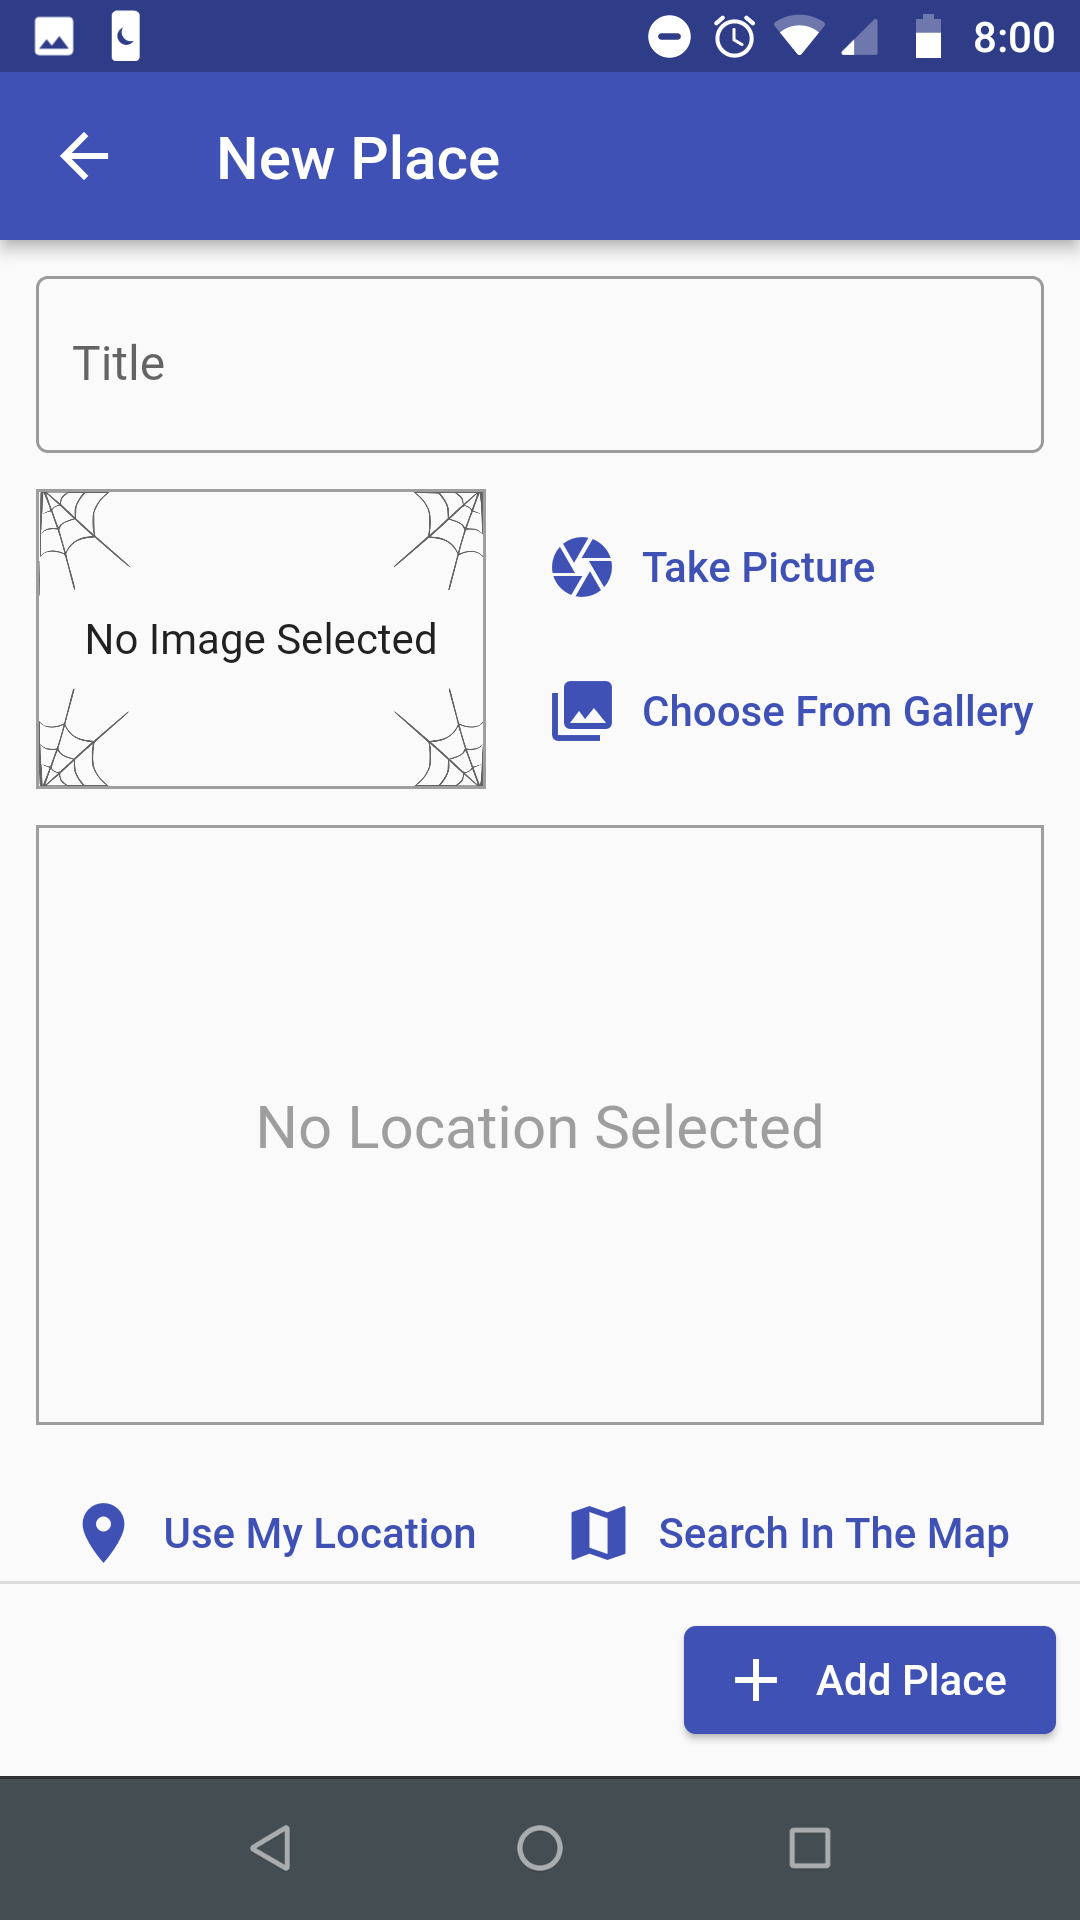 8:00
New Place
Title
No Image Selected
Take Picture
Choose From Gallery
No Location Selected
Use My Location
Search In The Map
Add Place